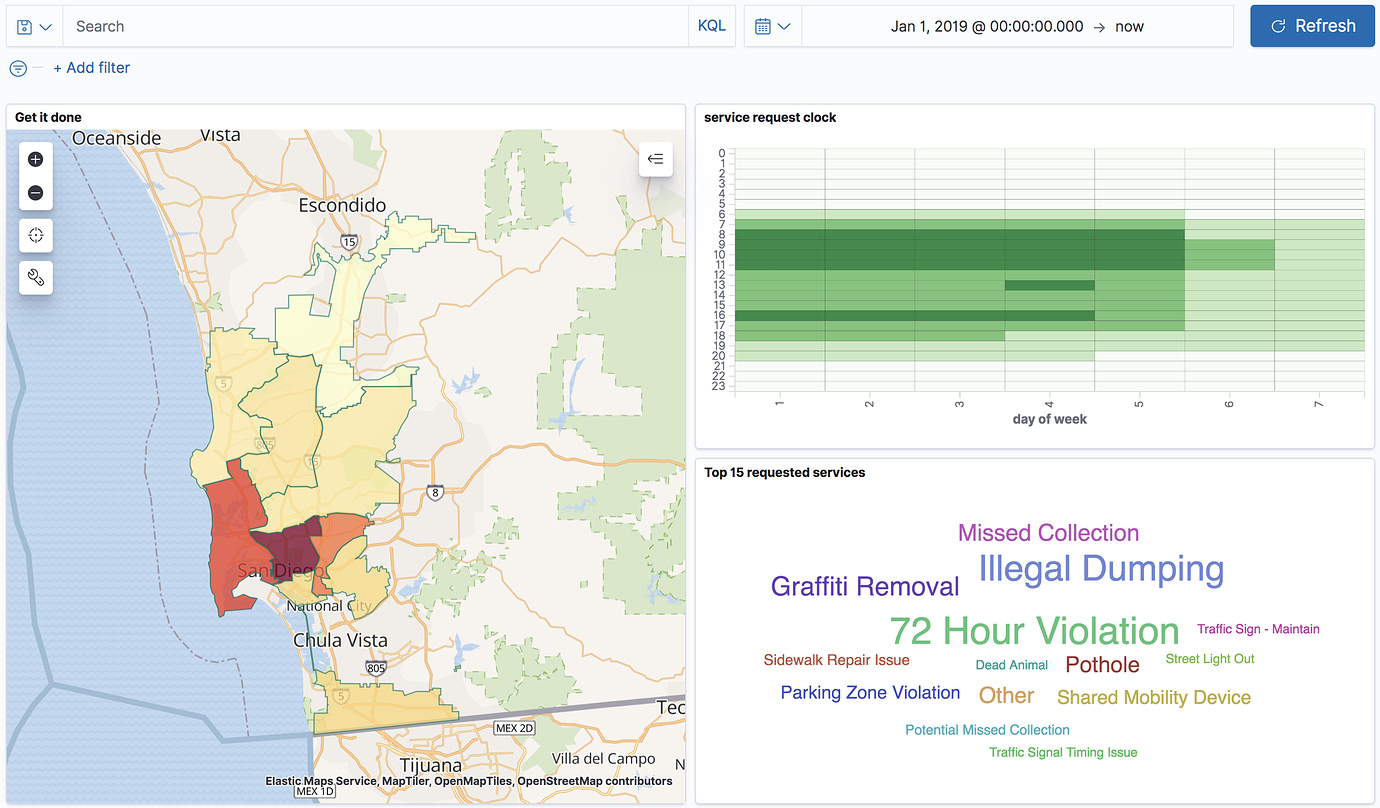 Search
KQL
Jan 1, 2019 @ 00:00:00.000 → now
Refresh
+ Add filter
Get it done
Oceanside
Vista
Escondido
15
5
805
15
8
San Diego
National City
Chula Vista
805
5
MEX 2D
Tec
Villa del Campo
N
Tijuana
Elastic Maps Service, MapTiler, OpenMapTiles, OpenStreetMap contributors
MEX 1D
service request clock
0
1
2
3
4
5
6
7
8
9
10
11
12
13
14
15
16
17
18
19
20
21
22
23
1
2
3
4
5
6
7
day of week
Top 15 requested services
Missed Collection
Illegal Dumping
Graffiti Removal
72 Hour Violation
Traffic Sign - Maintain
Sidewalk Repair Issue
Dead Animal
Pothole
Street Light Out
Parking Zone Violation
Other
Shared Mobility Device
Potential Missed Collection
Traffic Signal Timing Issue